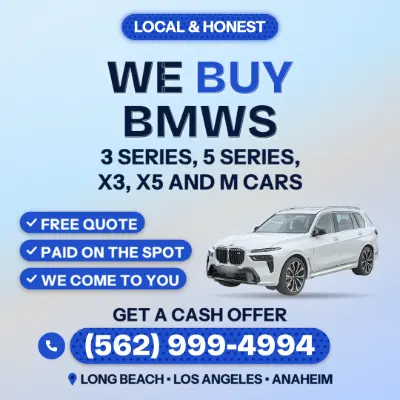 LOCAL & HONEST
WE BUY
BMWS
3 SERIES, 5 SERIES,
X3, X5 AND M CARS
FREE QUOTE
PAID ON THE SPOT
WE COME TO YOU
GET A CASH OFFER
(562) 999-4994
LONG BEACH • LOS ANGELES • ANAHEIM